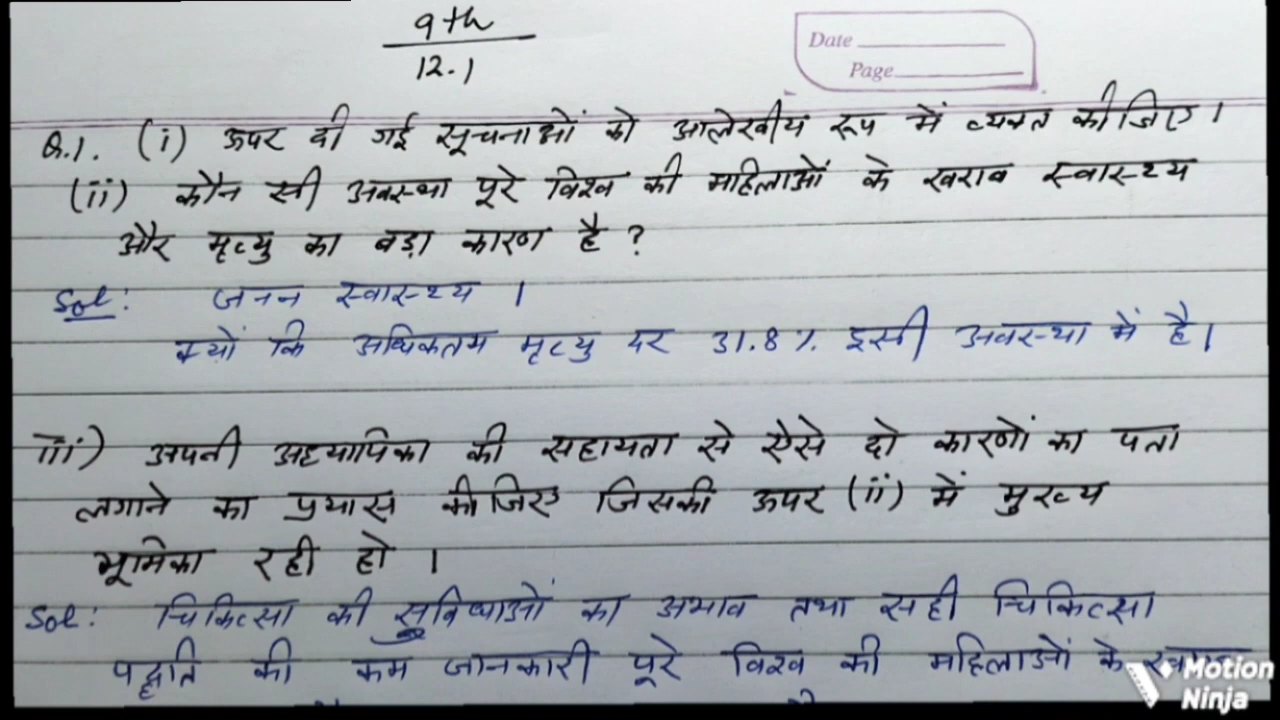 9th
12.1
Date
Page
Q.1. (i) ऊपर दी गई सूचनाओं को आलेखीय रूप में व्यक्त कीजिए।
(ii) कौन सी अवस्था पूरे विश्व की महिलाओं के खराब स्वास्थ्य
और मृत्यु का बड़ा कारण है ?
Sol: जनन स्वास्थ्य ।
क्यों कि अधिकतम मृत्यु दर 31.8 %. इसी अवस्था में है।
iii) अपनी अध्यापिका की सहायता से ऐसे दो कारणों का पता
लगाने का प्रयास कीजिए जिसकी ऊपर (ii) में मुख्य
भूमिका रही हो ।
Sol: चिकित्सा की सुविधाओं का अभाव तथा सही चिकित्सा
पद्धति की कम जानकारी पूरे विश्व की महिलाओं के
Motion
Ninja